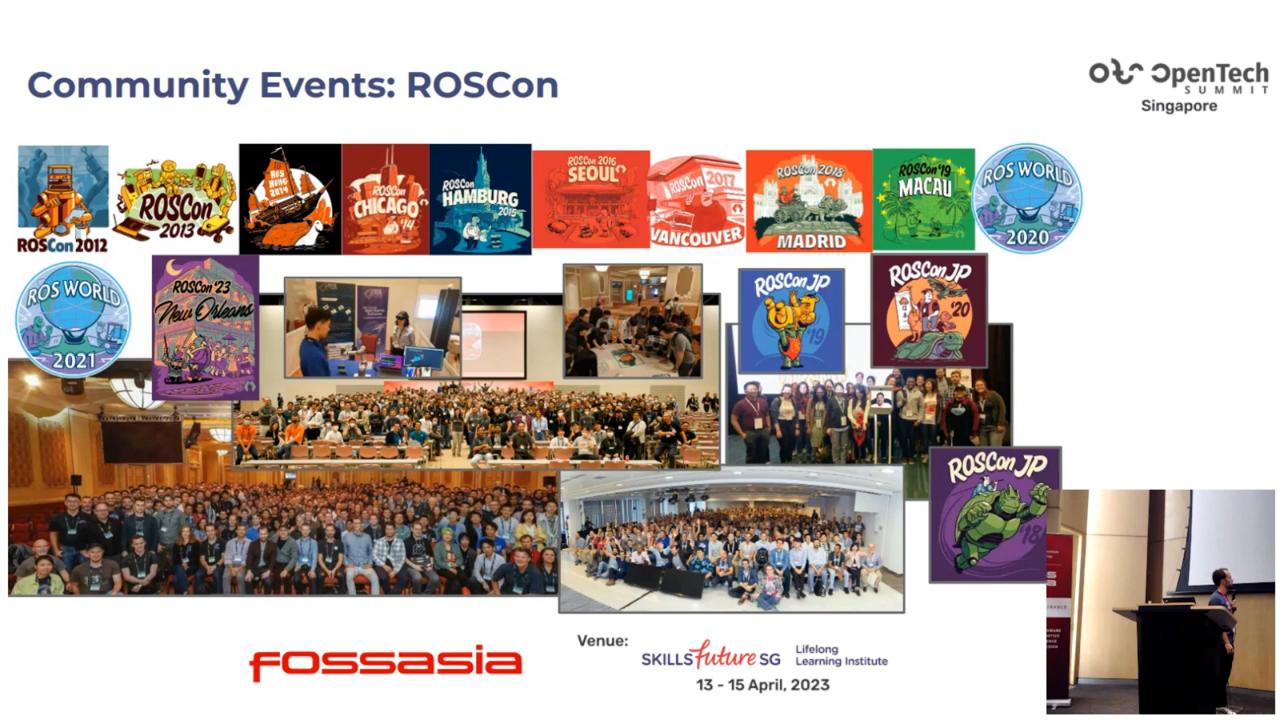 Community Events: ROSCon
OpenTech
SUMMIT
Singapore
ROSCon 2012
ROSCon
2013
ROS
KONG
2014
ROSCon
CHICAGO
'14
ROSCon
HAMBURG
2015
ROSCon 2016
SEOUL
ROSCon 2017
VANCOUVER
ROSCon 2018
MADRID
ROSCon '19
MACAU
ROS WORLD
2020
ROS WORLD
2021
ROSCon '23
New Orleans
ROSCon JP
'19
ROSCon JP
'20
ROSCon JP
'18
fossasia
Venue:
SKILLS future SG
Lifelong
Learning Institute
13 - 15 April, 2023